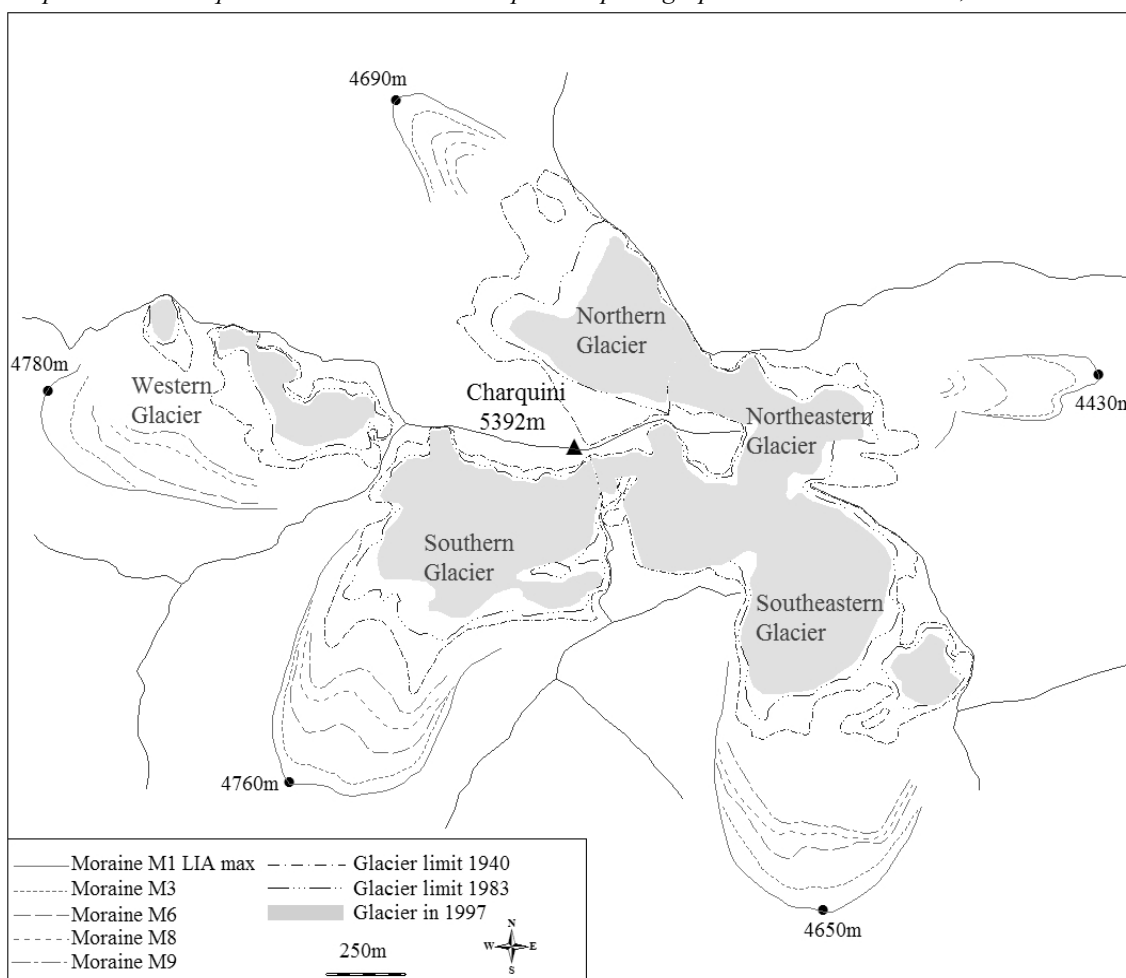 4690m
4780m
Western
Glacier
Northern
Glacier
Charquini
5392m
Northeastern
Glacier
4430m
Southern
Glacier
Southeastern
Glacier
4760m
4650m
Moraine M1 LIA max
Moraine M3
Moraine M6
Moraine M8
Moraine M9
Glacier limit 1940
Glacier limit 1983
Glacier in 1997
250m
N
W E
S